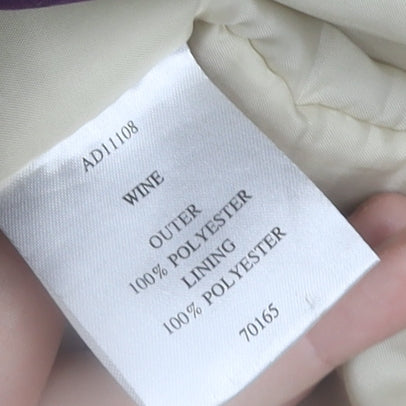 AD11108
WINE
OUTER
100% POLYESTER
LINING
100% POLYESTER
70165